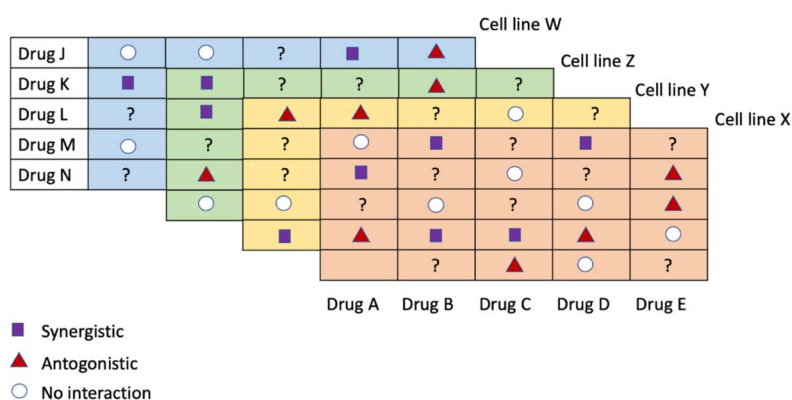 Cell line W
Drug J ?
Cell line Z
Drug K ? ? ?
Cell line Y
Drug L ? ? ?
Cell line X
Drug M ? ? ? ?
Drug N ? ? ? ?
? ?
? ?
Drug A Drug B Drug C Drug D Drug E
Synergistic
Antogonistic
No interaction